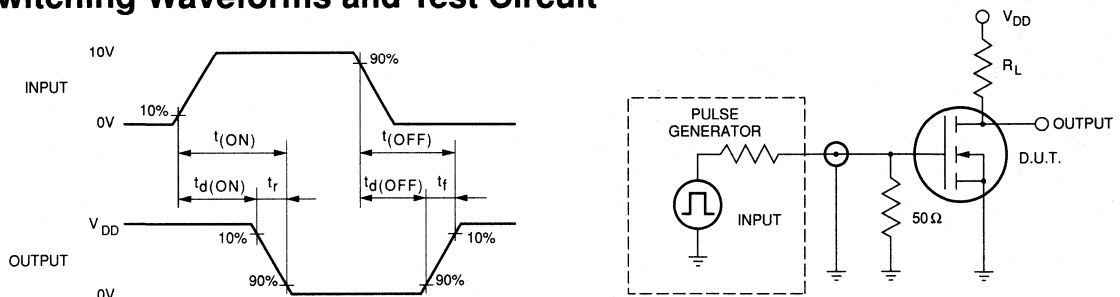 Switching Waveforms and Test Circuit
10V
INPUT
90%
10%
0V
t(ON)
t(OFF)
td(ON)
tr
td(OFF)
tf
VDD
10%
10%
OUTPUT
90%
90%
0V
VDD
RL
PULSE
GENERATOR
OUTPUT
D.U.T.
INPUT
50Ω